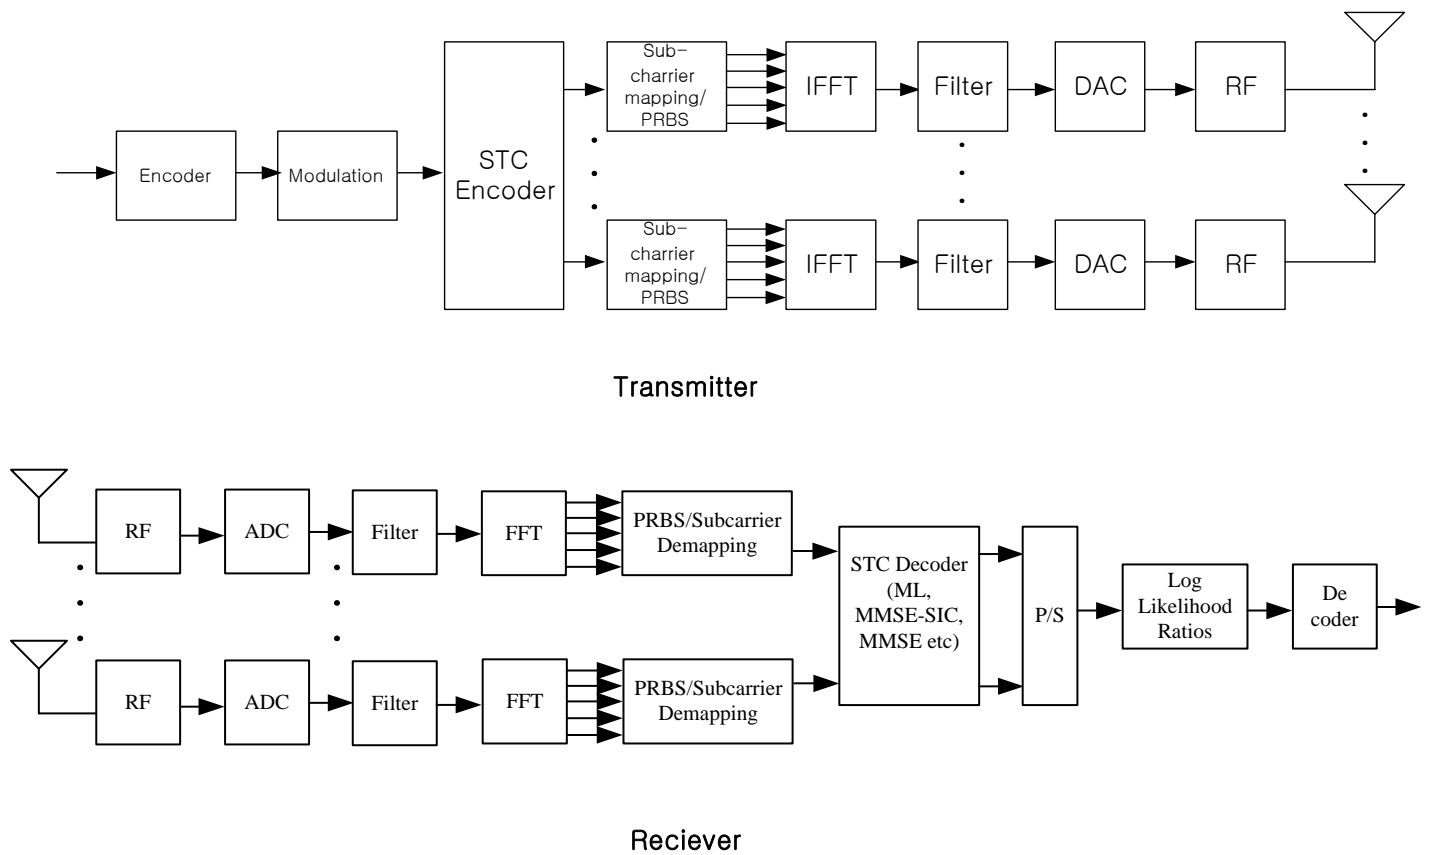 Encoder
Modulation
STC
Encoder
Sub-
charrier
mapping/
PRBS
IFFT
Filter
DAC
RF
Sub-
charrier
mapping/
PRBS
IFFT
Filter
DAC
RF
Transmitter
RF
ADC
Filter
FFT
PRBS/Subcarrier
Demapping
RF
ADC
Filter
FFT
PRBS/Subcarrier
Demapping
STC Decoder
(ML,
MMSE-SIC,
MMSE etc)
P/S
Log
Likelihood
Ratios
De
coder
Reciever